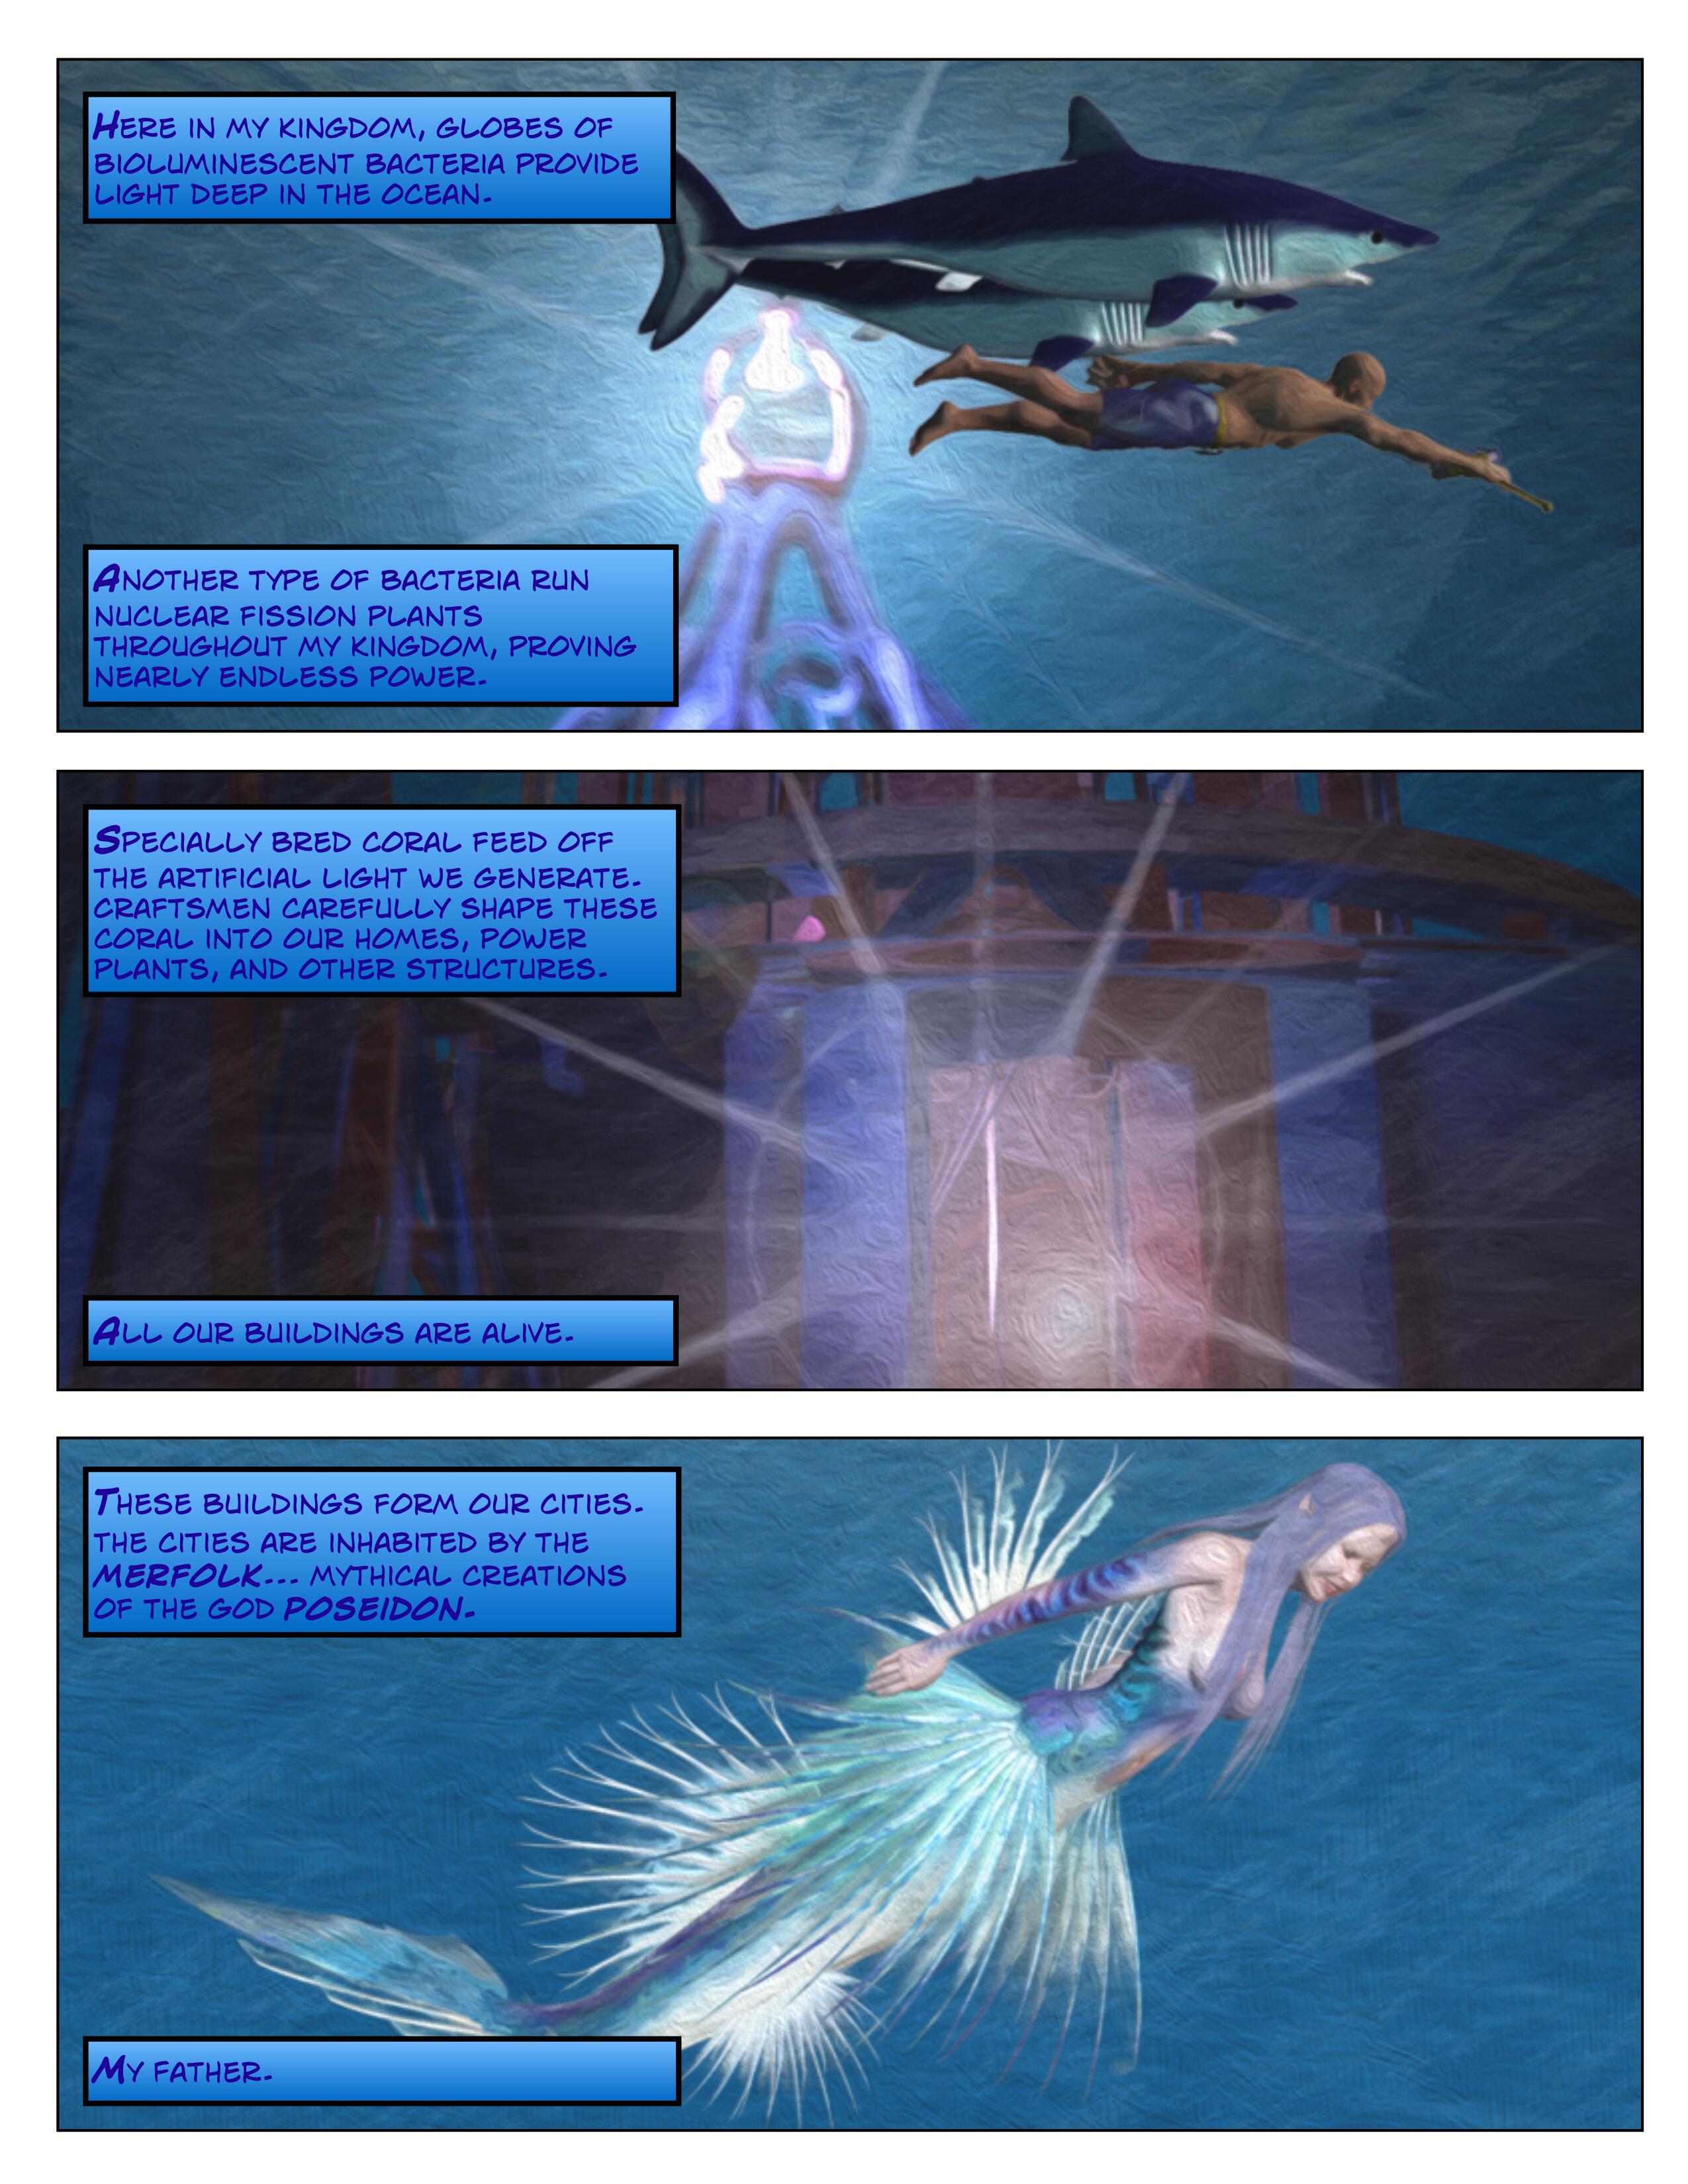 HERE IN MY KINGDOM, GLOBES OF
BIOLUMINESCENT BACTERIA PROVIDE
LIGHT DEEP IN THE OCEAN.
ANOTHER TYPE OF BACTERIA RUN
NUCLEAR FISSION PLANTS
THROUGHOUT MY KINGDOM, PROVING
NEARLY ENDLESS POWER.
SPECIALLY BRED CORAL FEED OFF
THE ARTIFICIAL LIGHT WE GENERATE.
CRAFTSMEN CAREFULLY SHAPE THESE
CORAL INTO OUR HOMES, POWER
PLANTS, AND OTHER STRUCTURES.
ALL OUR BUILDINGS ARE ALIVE.
THESE BUILDINGS FORM OUR CITIES.
THE CITIES ARE INHABITED BY THE
MERFOLK... MYTHICAL CREATIONS
OF THE GOD POSEIDON.
MY FATHER.